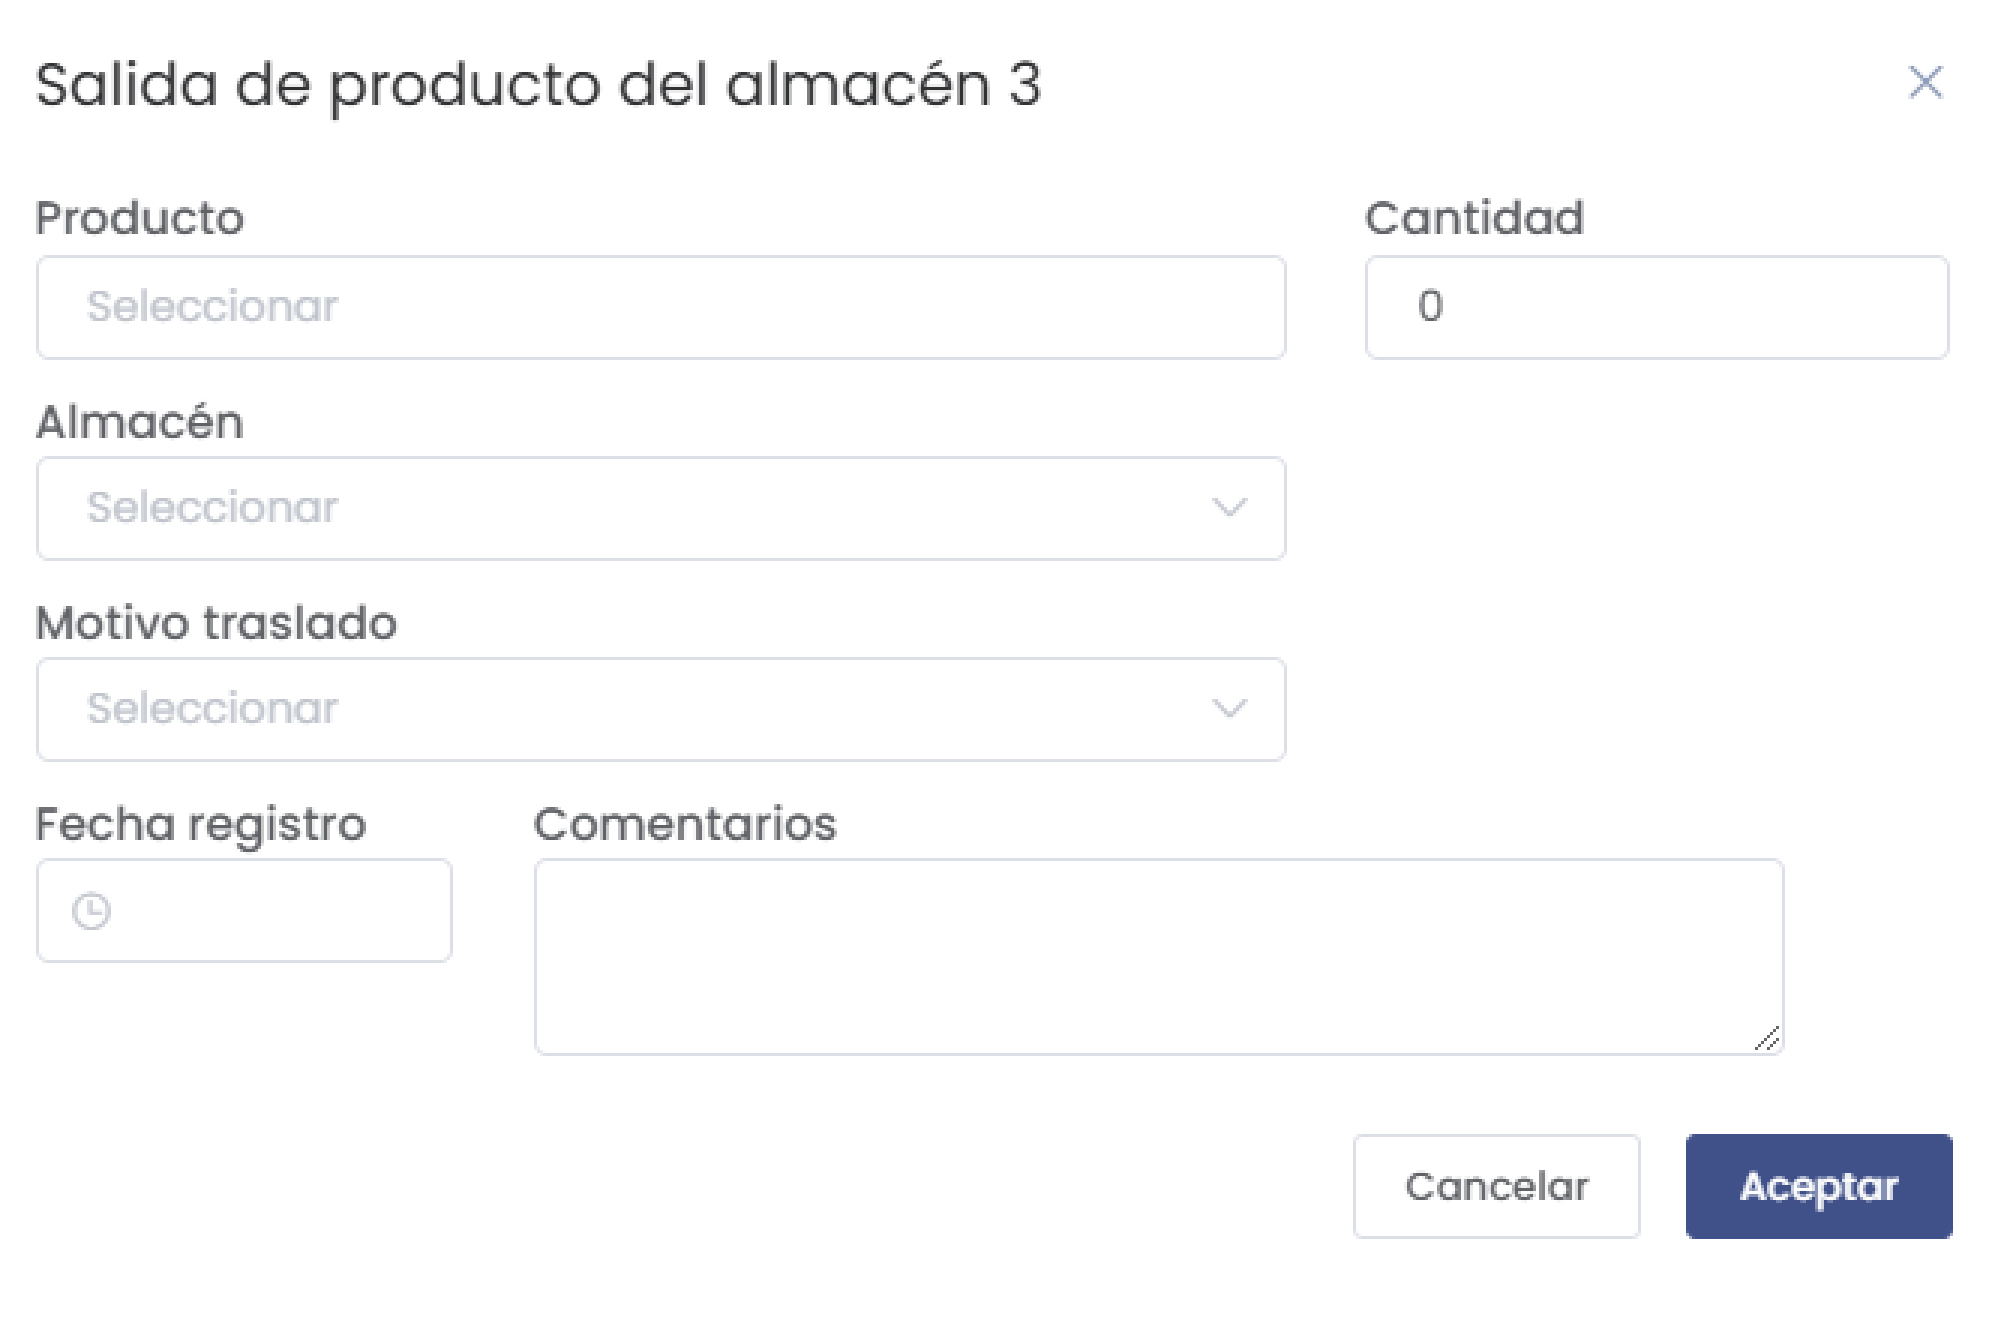 Salida de producto del almacén 3
Producto
Cantidad
Seleccionar
0
Almacén
Seleccionar
Motivo traslado
Seleccionar
Fecha registro
Comentarios
Cancelar
Aceptar